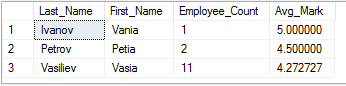 Last_Name First_Name Employee_Count Avg_Mark
1 Ivanov Vania 1 5.000000
2 Petrov Petia 2 4.500000
3 Vasiliev Vasia 11 4.272727